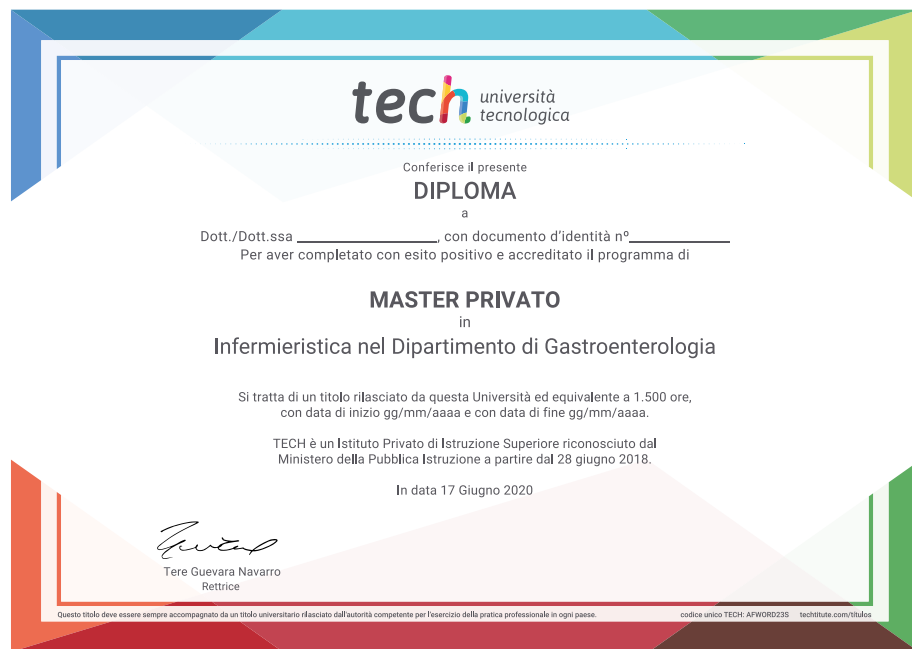 tech università
tecnologica
Conferisce il presente
DIPLOMA
a
Dott./Dott.ssa ________________, con documento d'identità nº____________
Per aver completato con esito positivo e accreditato il programma di
MASTER PRIVATO
in
Infermieristica nel Dipartimento di Gastroenterologia
Si tratta di un titolo rilasciato da questa Università ed equivalente a 1.500 ore,
con data di inizio gg/mm/aaaa e con data di fine gg/mm/aaaa.
TECH è un Istituto Privato di Istruzione Superiore riconosciuto dal
Ministero della Pubblica Istruzione a partire dal 28 giugno 2018.
In data 17 Giugno 2020
Tere Guevara Navarro
Rettrice
Questo titolo deve essere sempre accompagnato da un titolo universitario rilasciato dall'autorità competente per l'esercizio della pratica professionale in ogni paese. codice unico TECH: AFWORD23S techtitute.com/titulos